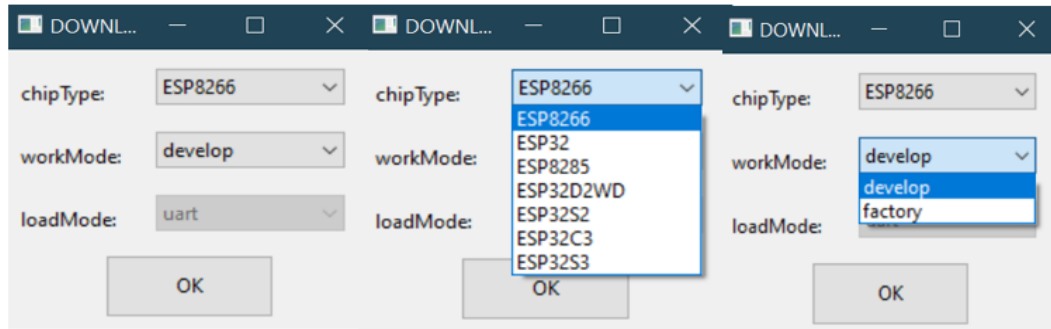 DOWNL...
chipType: ESP8266
workMode: develop
loadMode: uart
OK
DOWNL...
chipType: ESP8266
ESP8266
ESP32
workMode:
ESP8285
ESP32D2WD
ESP32S2
loadMode:
ESP32C3
ESP32S3
OK
DOWNL...
chipType: ESP8266
workMode: develop
develop
factory
loadMode:
OK